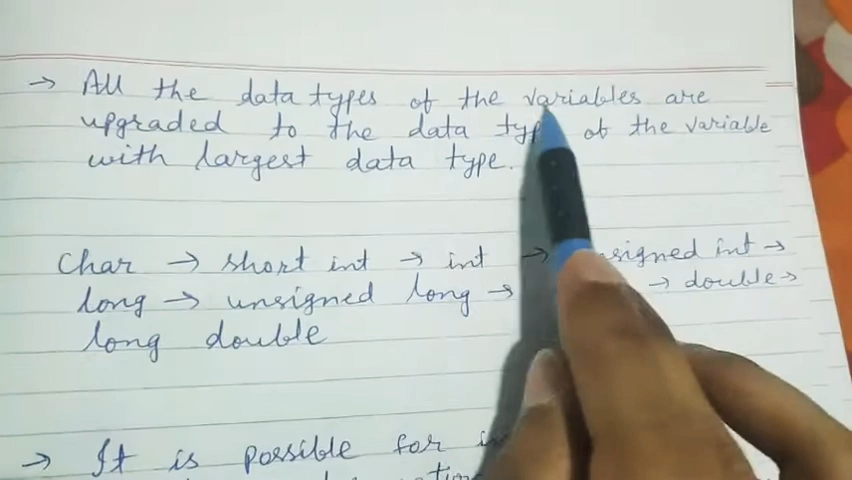 → All the data types of the variables are
upgraded to the data typ of the variable
with largest data type.
Char → short int → int → unsigned int →
long → unsigned long → → double →
long double
→ It is possible for